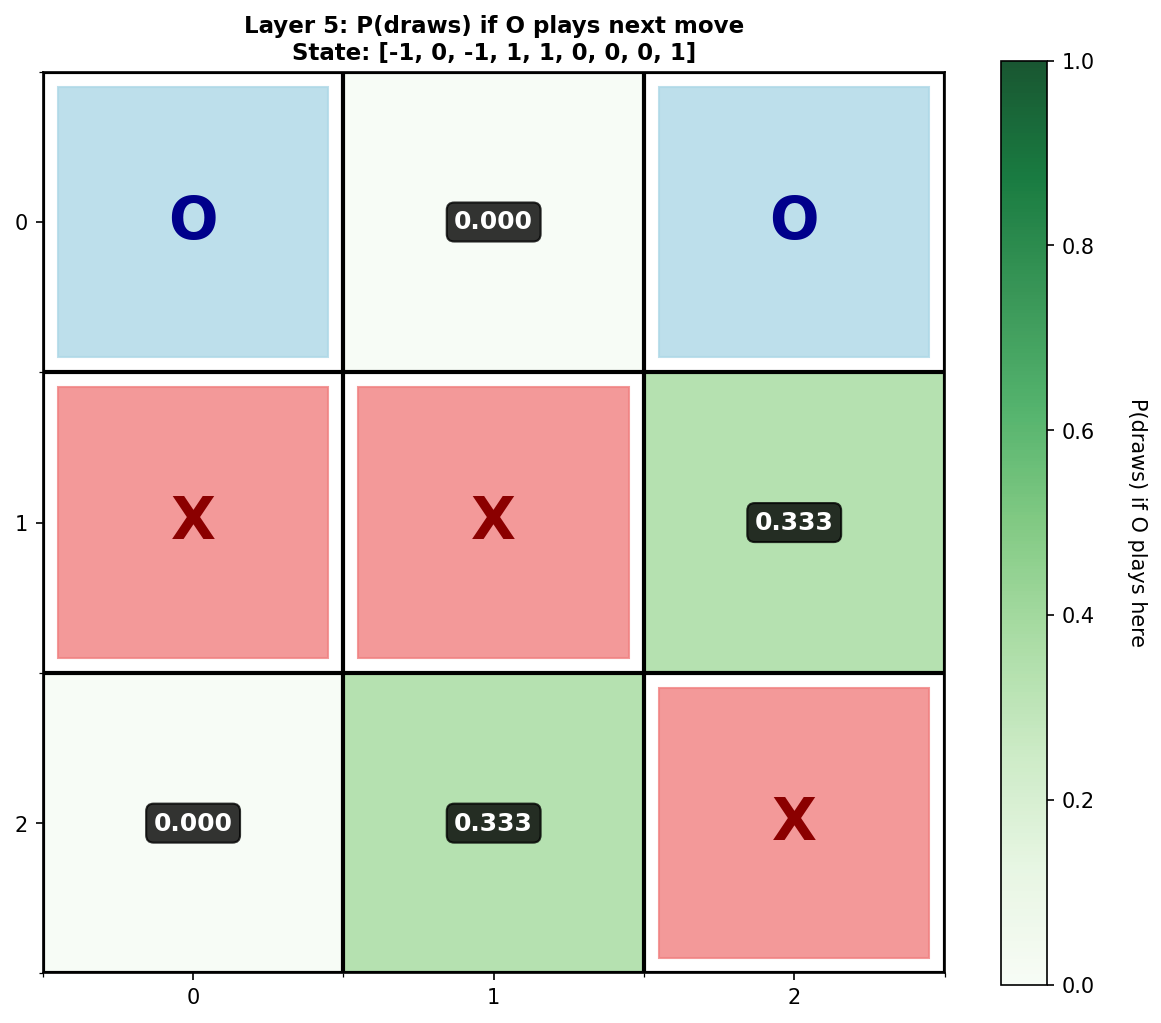 Layer 5: P(draws) if O plays next move
State: [-1, 0, -1, 1, 1, 0, 0, 0, 1]
O
0.000
O
X
X
0.333
0.000
0.333
X
0
1
2
0
1
2
1.0
0.8
0.6
0.4
0.2
0.0
P(draws) if O plays here